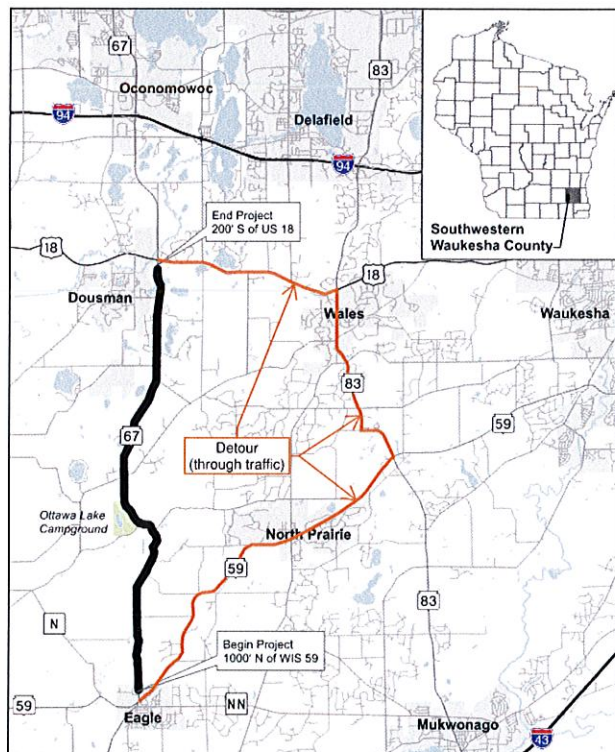 67
83
Oconomowoc
94
Delafield
94
Southwestern
Waukesha County
End Project
200' S of US 18
18
18
Dousman
Wales
Waukesha
83
67
59
Detour
(through traffic)
Ottawa Lake
Campground
North Prairie
59
83
N
Begin Project
1000' N of WIS 59
59
NN
Eagle
Mukwonago
43